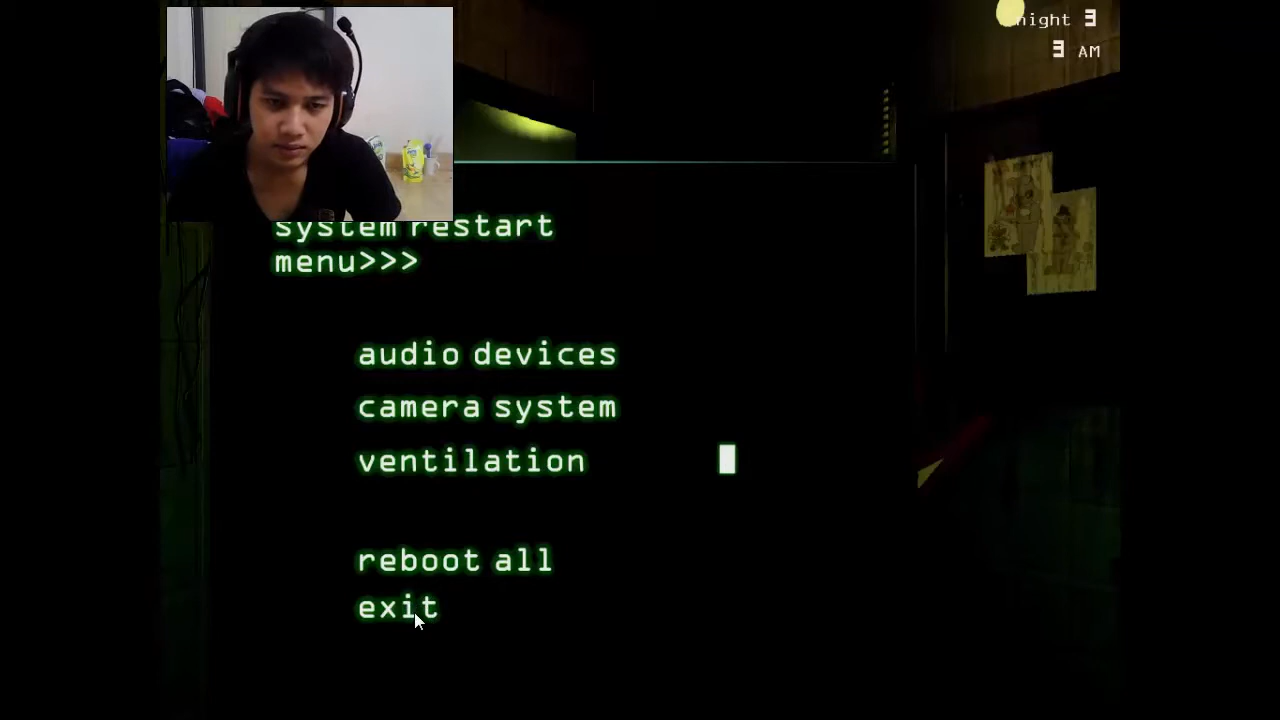 night 3
3 AM
system restart
menu>>>
audio devices
camera system
ventilation
reboot all
exit